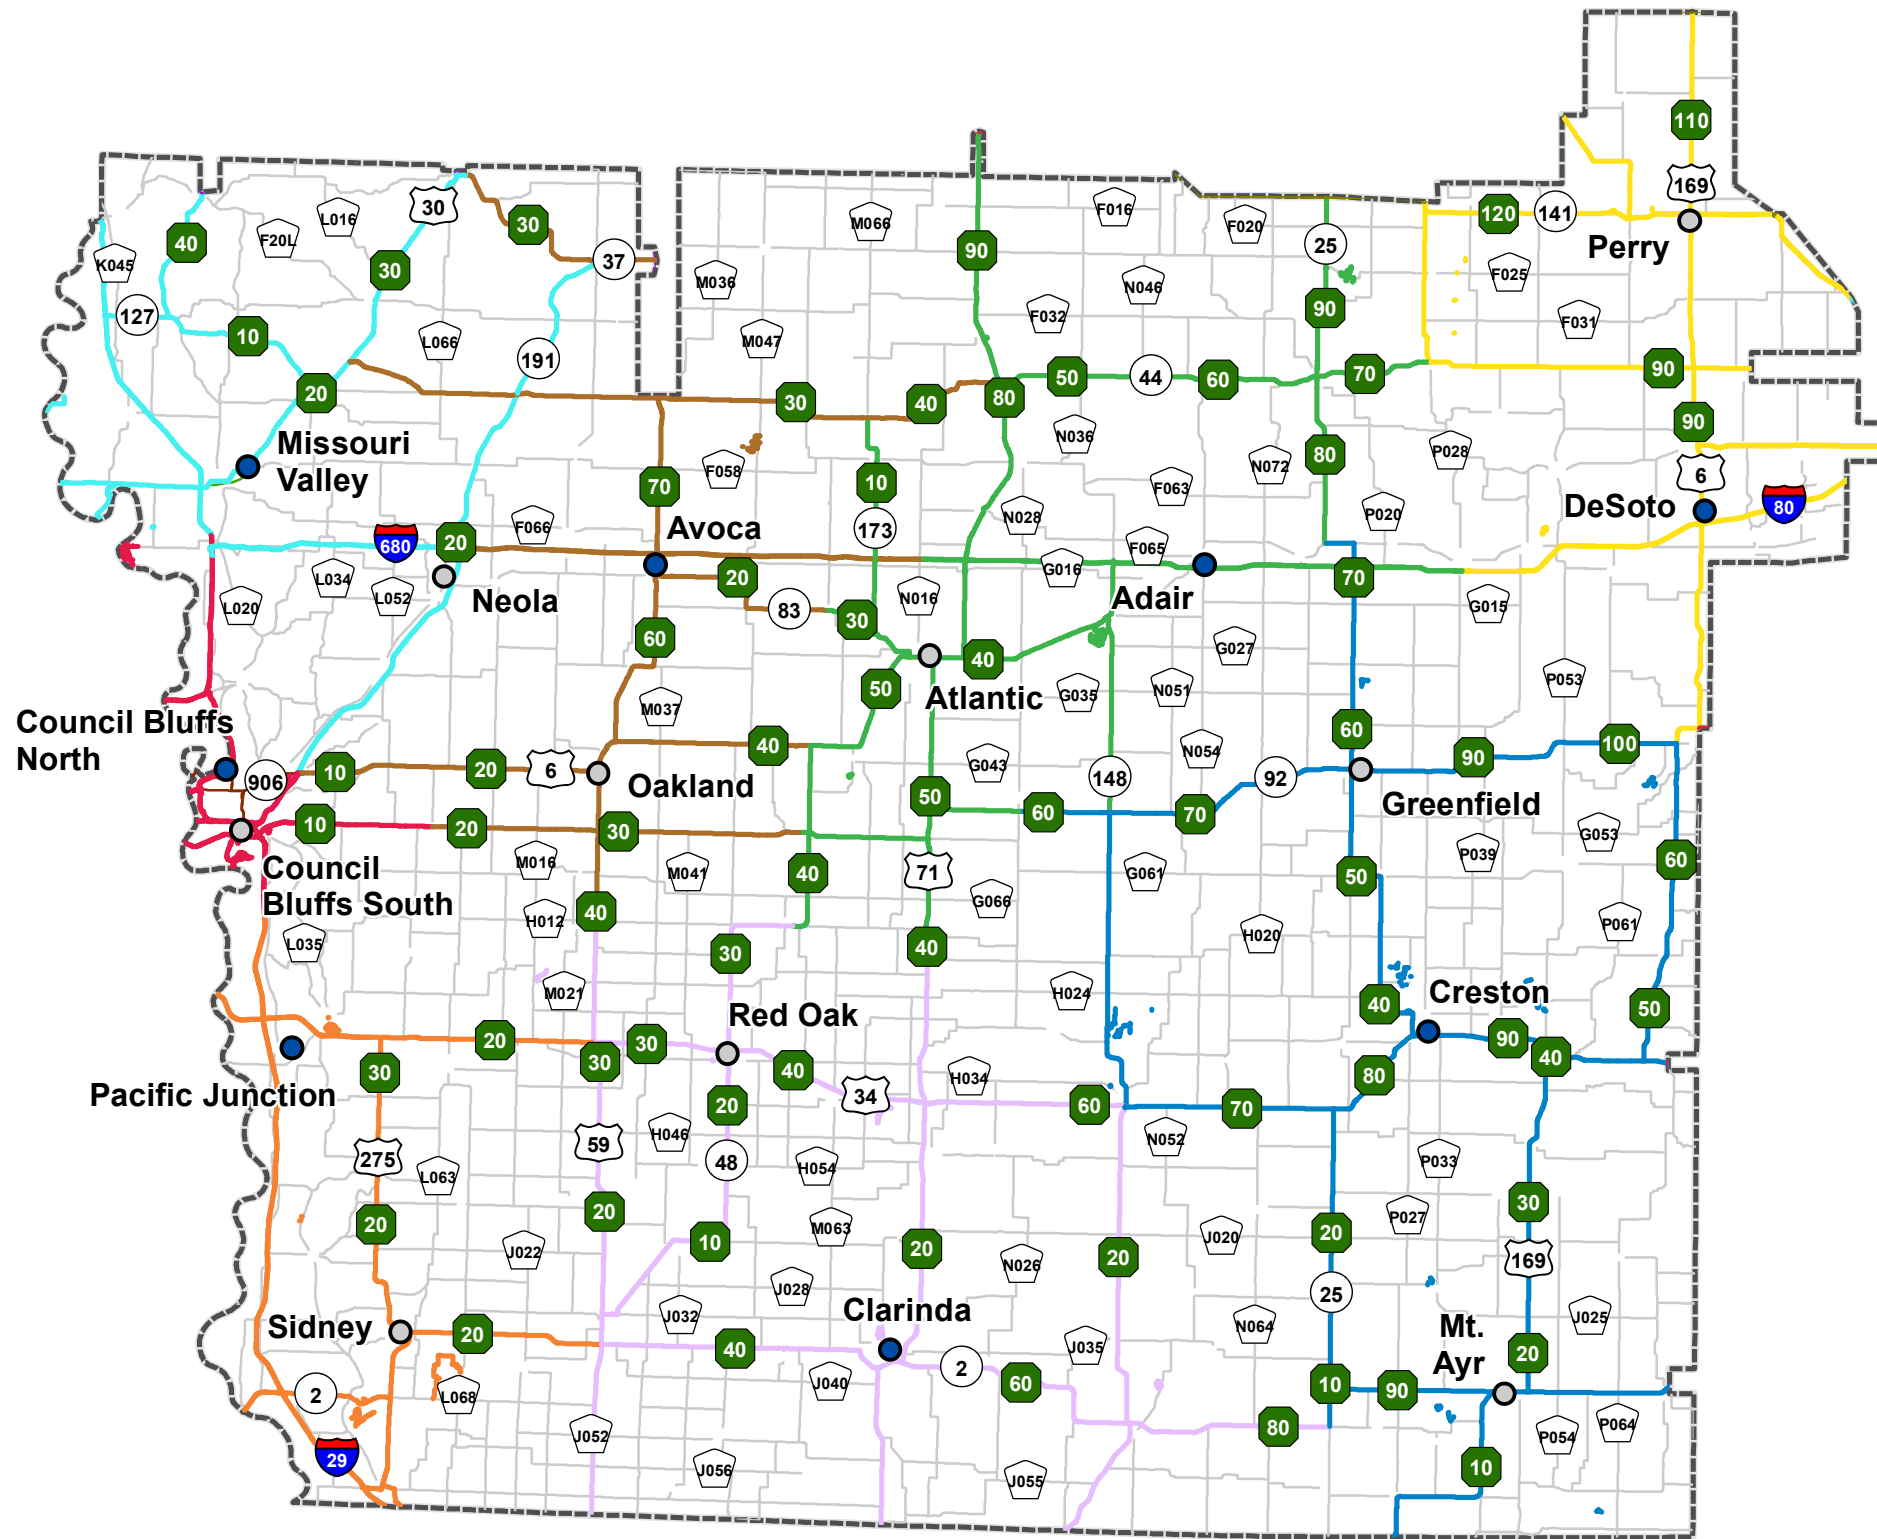 110
169
30
L016
F016
120
141
M066
30
F020
Perry
F20L
40
25
90
37
K045
30
F025
M036
N046
90
127
F032
F031
10
M047
L066
191
90
50
44
60
70
20
30
40
80
90
N036
Missouri
Valley
P028
80
N072
F058
6
70
10
F063
80
DeSoto
P020
N028
F066
Avoca
173
680
20
F065
G016
L034
20
70
L052
Neola
N016
Adair
L020
83
G015
30
60
G027
40
P053
50
N051
G035
Atlantic
M037
Council Bluffs
North
60
40
100
N054
90
G043
10
20
6
906
Oakland
148
92
50
Greenfield
60
70
10
20
30
G053
P039
M016
60
Council
Bluffs South
M041
40
71
G061
50
G066
40
H012
P061
L035
30
40
H020
M021
H024
Creston
40
50
Red Oak
20
30
90
30
40
30
40
H034
80
Pacific Junction
34
20
60
70
H046
N052
59
275
48
P033
H054
L063
30
20
20
P027
M063
20
J020
10
20
J022
20
169
N026
J028
25
Clarinda
J032
J025
Sidney
N064
Mt.
Ayr
20
J035
40
20
2
J040
60
10
90
2
L068
P064
80
J052
P054
29
10
J056
J055